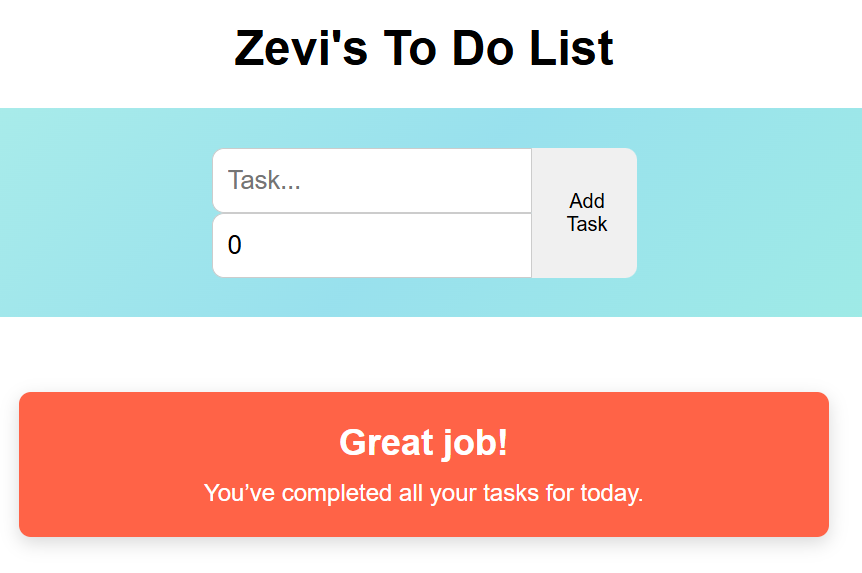 Zevi's To Do List
Task...
0
Add
Task
Great job!
You’ve completed all your tasks for today.